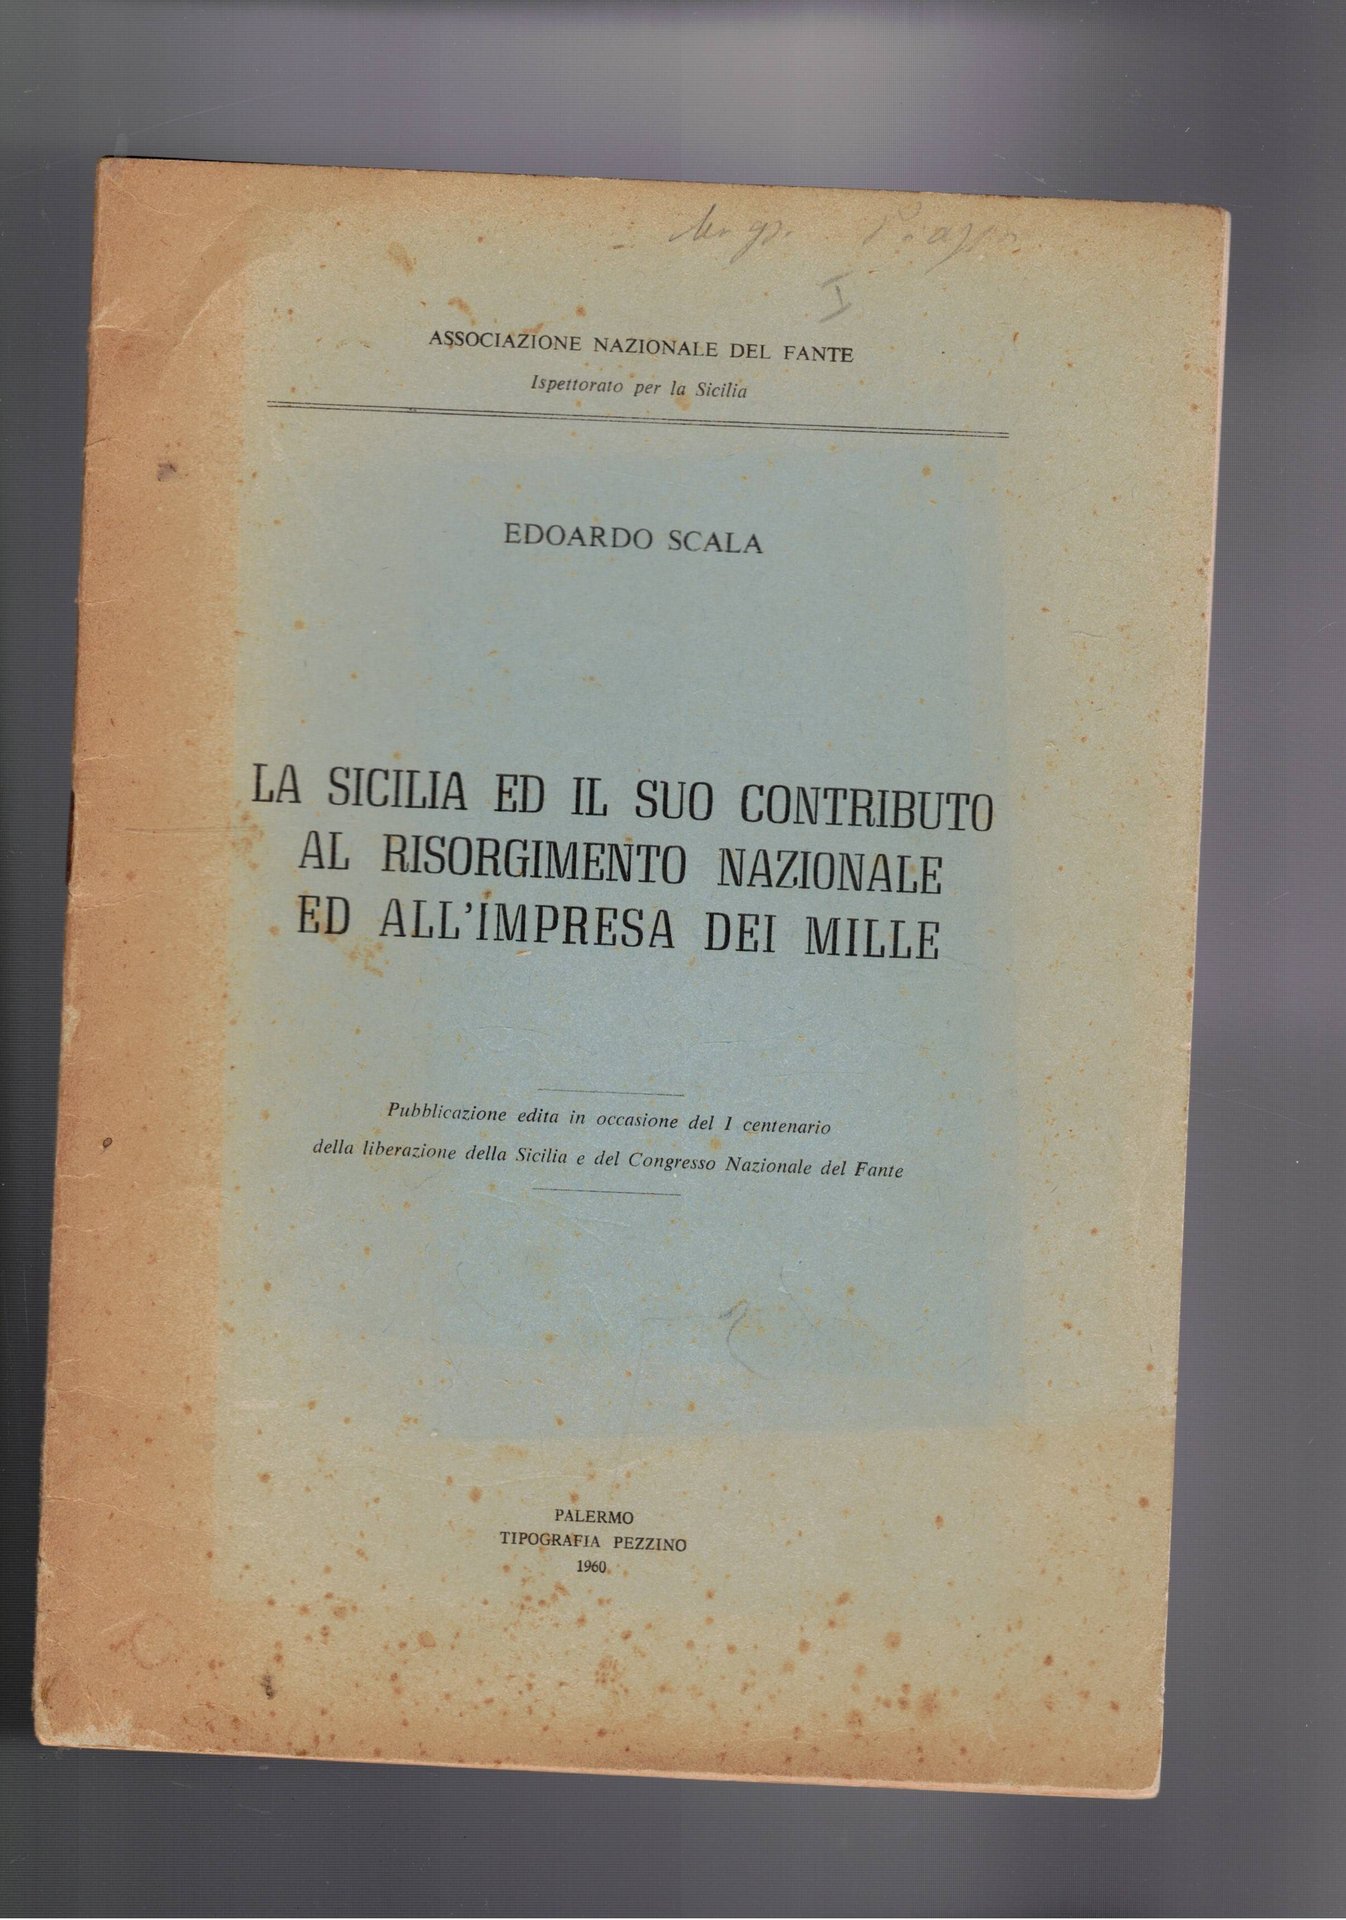 I
ASSOCIAZIONE NAZIONALE DEL FANTE
Ispettorato per la Sicilia
EDOARDO SCALA
LA SICILIA ED IL SUO CONTRIBUTO
AL RISORGIMENTO NAZIONALE
ED ALL'IMPRESA DEI MILLE
Pubblicazione edita in occasione del I centenario
della liberazione della Sicilia e del Congresso Nazionale del Fante
PALERMO
TIPOGRAFIA PEZZINO
1960